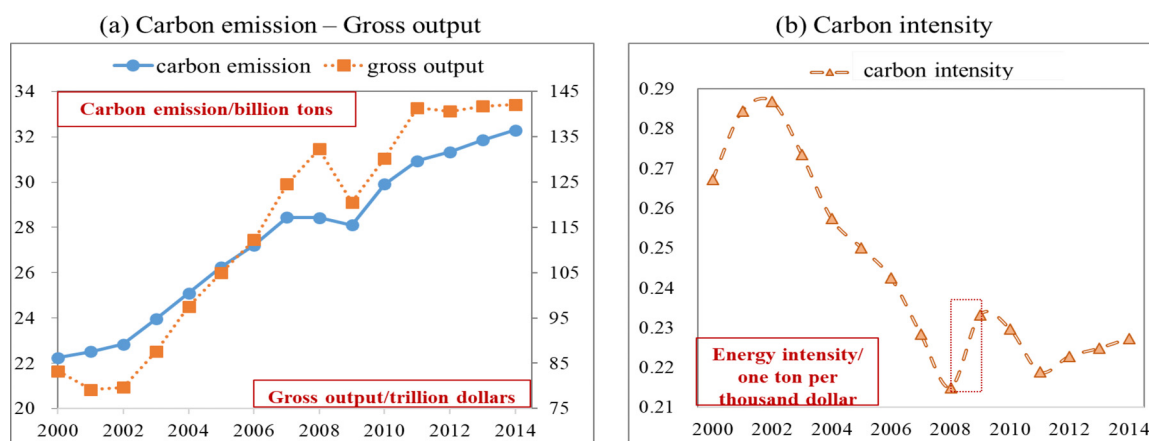 (a) Carbon emission – Gross output
carbon emission
gross output
Carbon emission/billion tons
34
32
30
28
26
24
22
20
145
135
125
115
105
95
85
75
Gross output/trillion dollars
2000 2002 2004 2006 2008 2010 2012 2014
(b) Carbon intensity
carbon intensity
0.29
0.28
0.27
0.26
0.25
0.24
0.23
0.22
0.21
Energy intensity/
one ton per
thousand dollar
2000 2002 2004 2006 2008 2010 2012 2014